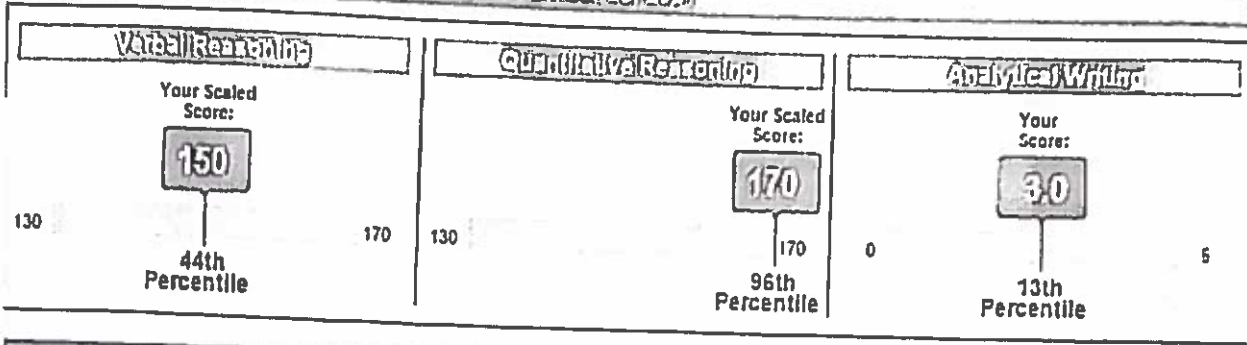 Verbal Reasoning
Your Scaled
Score:
150
130
170
44th
Percentile
Quantitative Reasoning
Your Scaled
Score:
170
130
170
96th
Percentile
Analytical Writing
Your
Score:
3.0
0
6
13th
Percentile